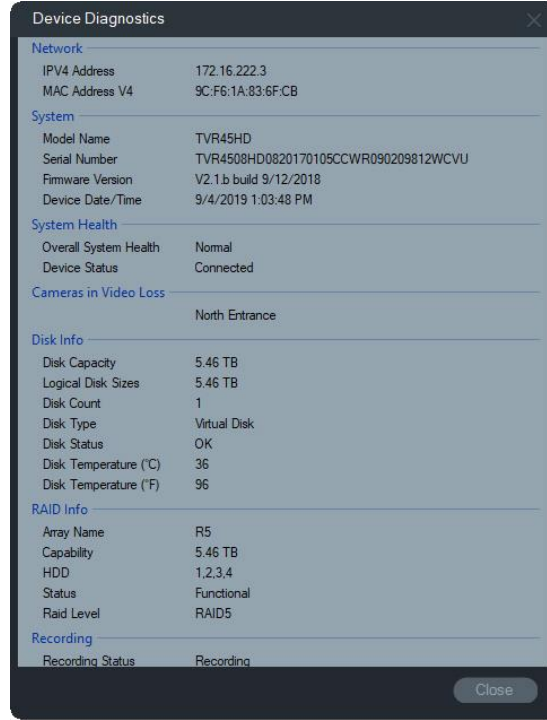 Device Diagnostics
Network
IPV4 Address 172.16.222.3
MAC Address V4 9C:F6:1A:83:6F:CB
System
Model Name TVR45HD
Serial Number TVR4508HD0820170105CCWR090209812WCVU
Firmware Version V2.1.b build 9/12/2018
Device Date/Time 9/4/2019 1:03:48 PM
System Health
Overall System Health Normal
Device Status Connected
Cameras in Video Loss
North Entrance
Disk Info
Disk Capacity 5.46 TB
Logical Disk Sizes 5.46 TB
Disk Count 1
Disk Type Virtual Disk
Disk Status OK
Disk Temperature (°C) 36
Disk Temperature (°F) 96
RAID Info
Array Name R5
Capability 5.46 TB
HDD 1,2,3,4
Status Functional
Raid Level RAID5
Recording
Recording Status Recording
Close